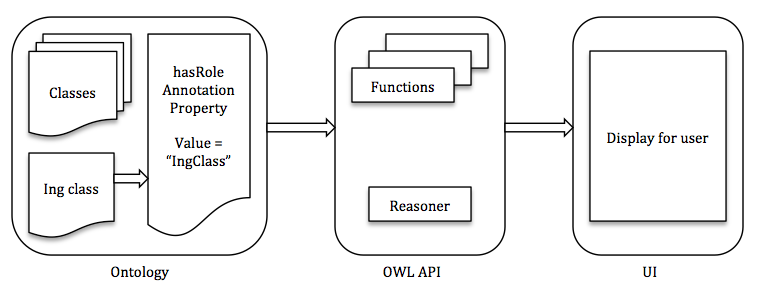 Classes
Ing class
hasRole
Annotation
Property
Value =
“IngClass”
Ontology
Functions
Reasoner
OWL API
Display for user
UI